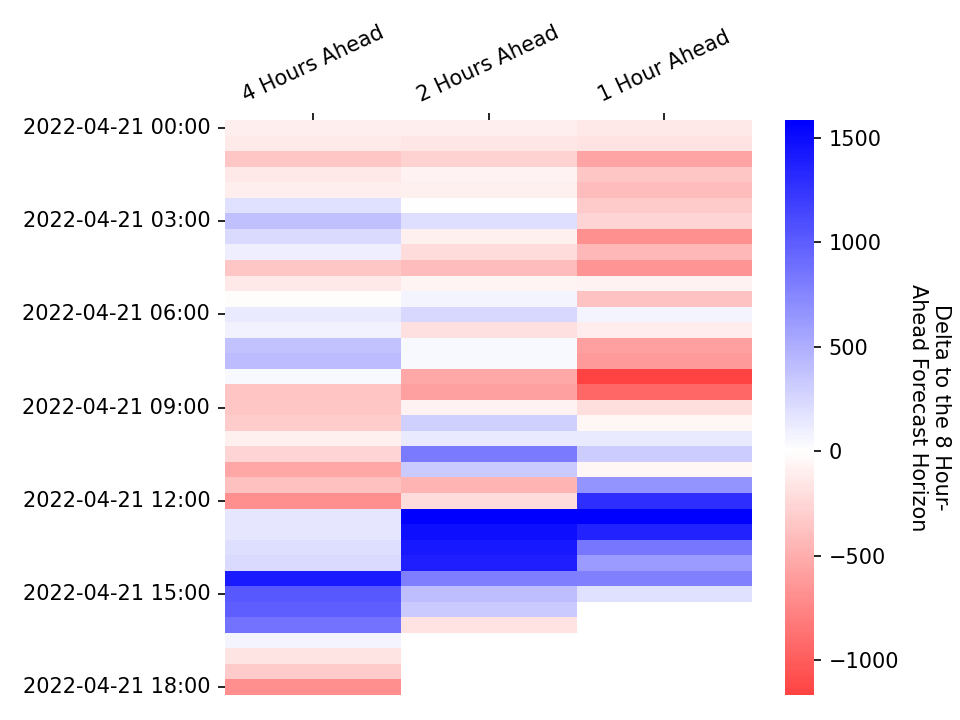 4 Hours Ahead
2 Hours Ahead
1 Hour Ahead
2022-04-21 00:00
2022-04-21 03:00
2022-04-21 06:00
2022-04-21 09:00
2022-04-21 12:00
2022-04-21 15:00
2022-04-21 18:00
1500
1000
500
0
−500
−1000
Delta to the 8 Hour-
Ahead Forecast Horizon